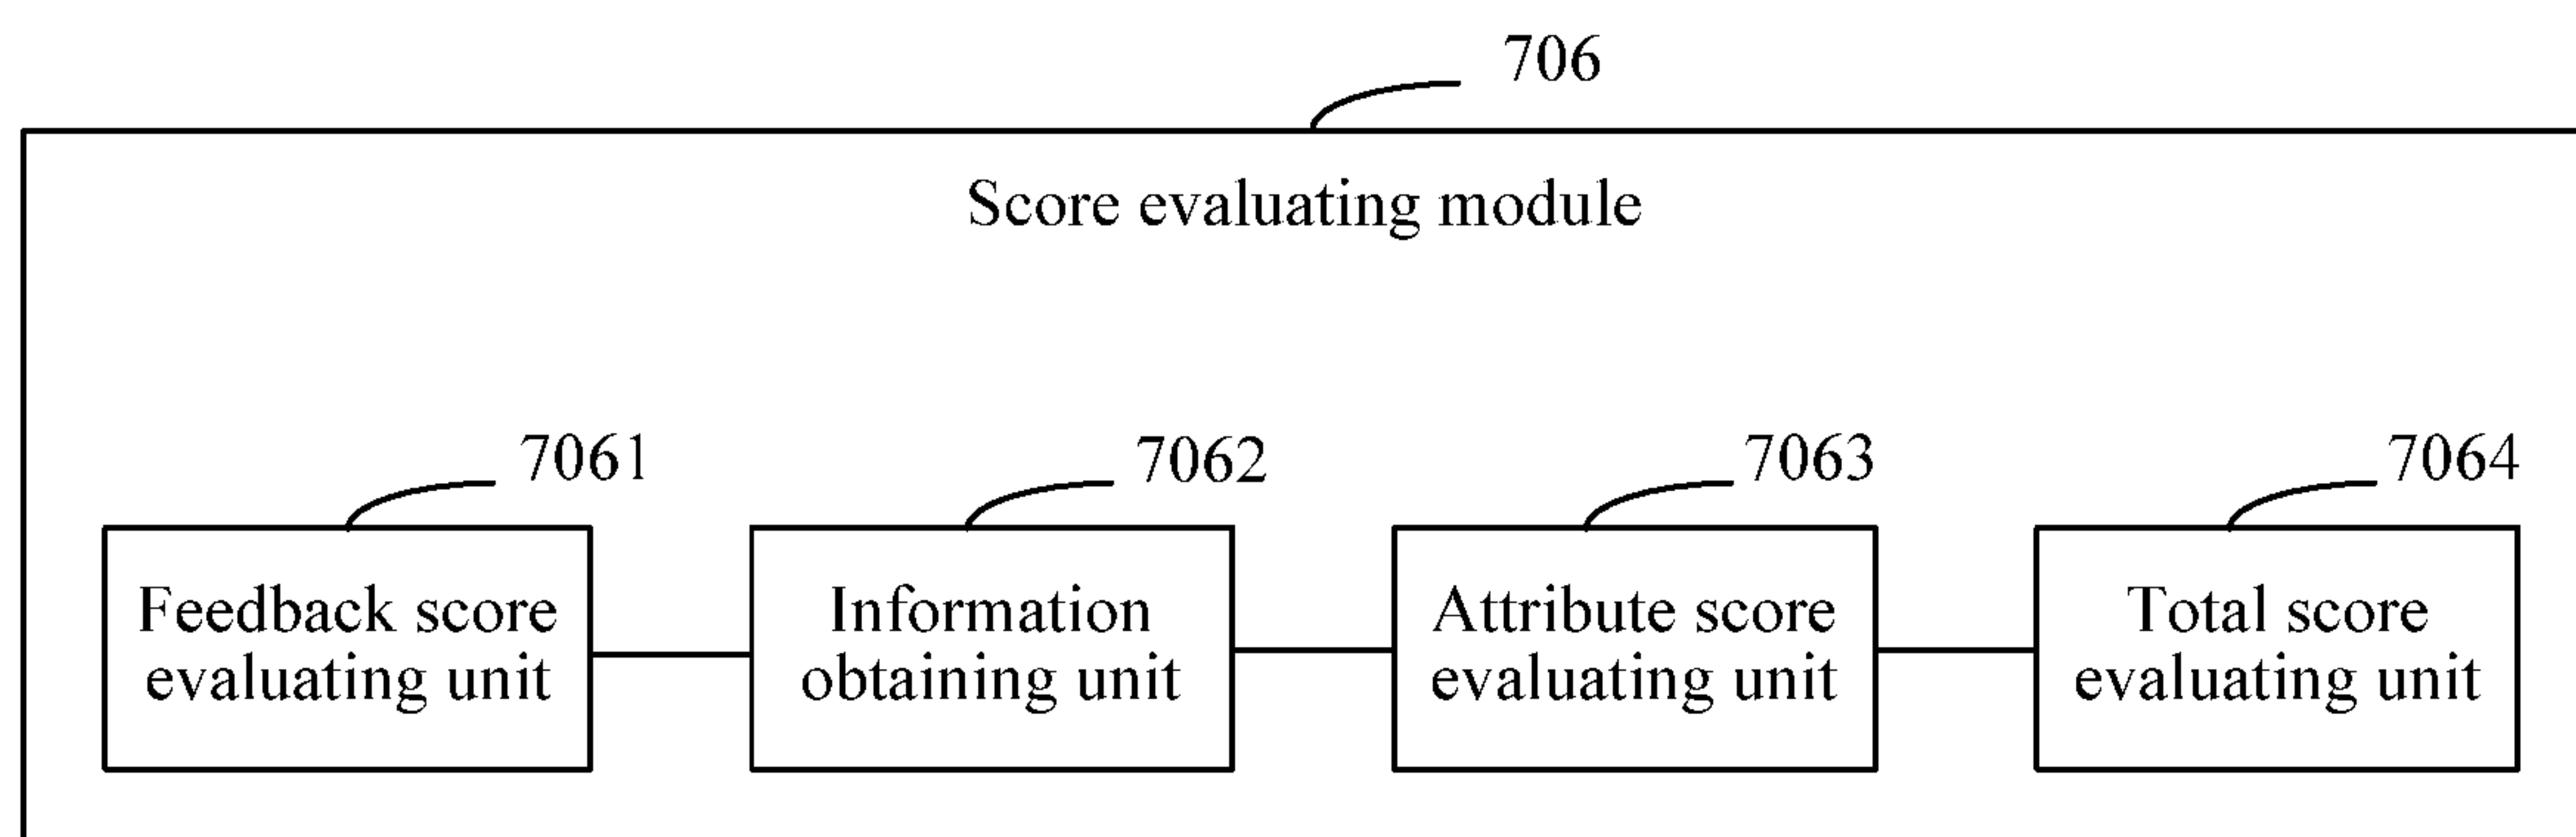 706
Score evaluating module
7061
7062
7063
7064
Feedback score
evaluating unit
Information
obtaining unit
Attribute score
evaluating unit
Total score
evaluating unit